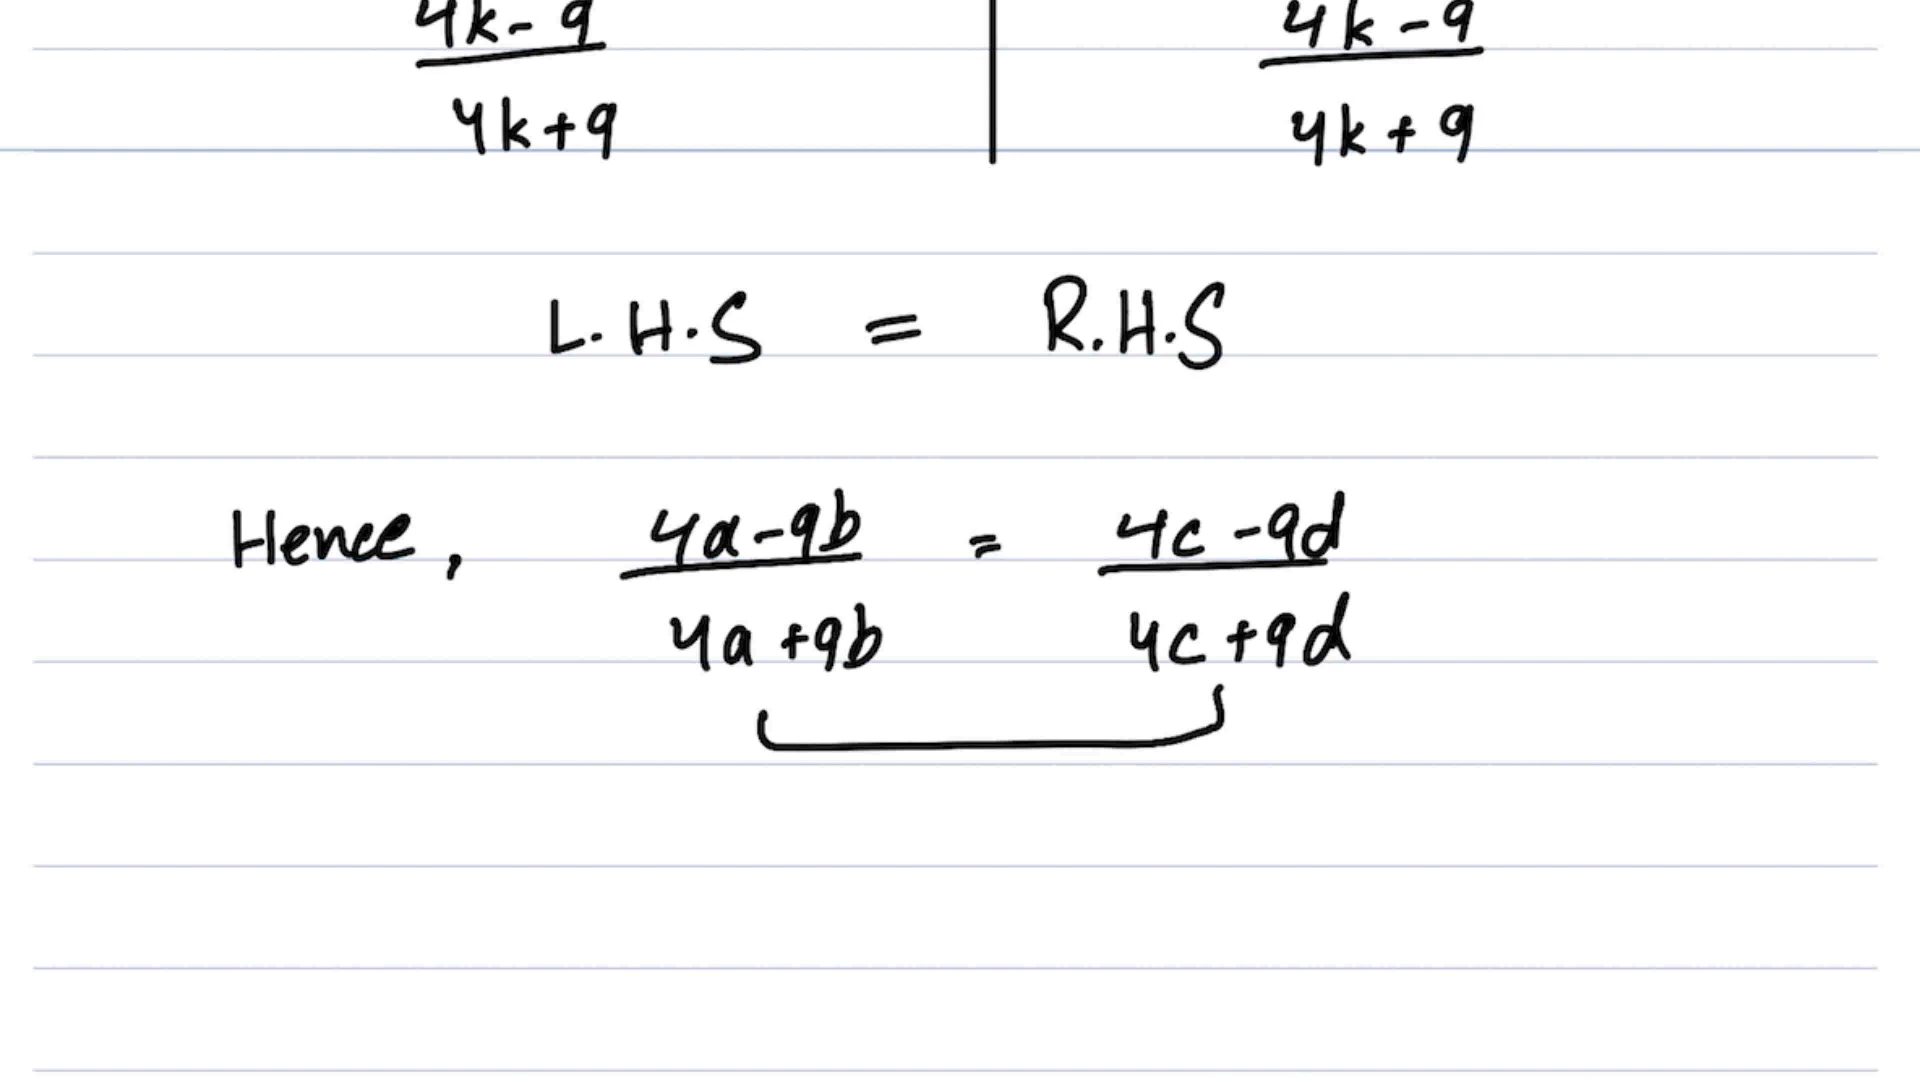 4k-9 4k-9
4k+9 4k+9
L.H.S = R.H.S
Hence, 4a-9b = 4c-9d
4a+9b 4c+9d